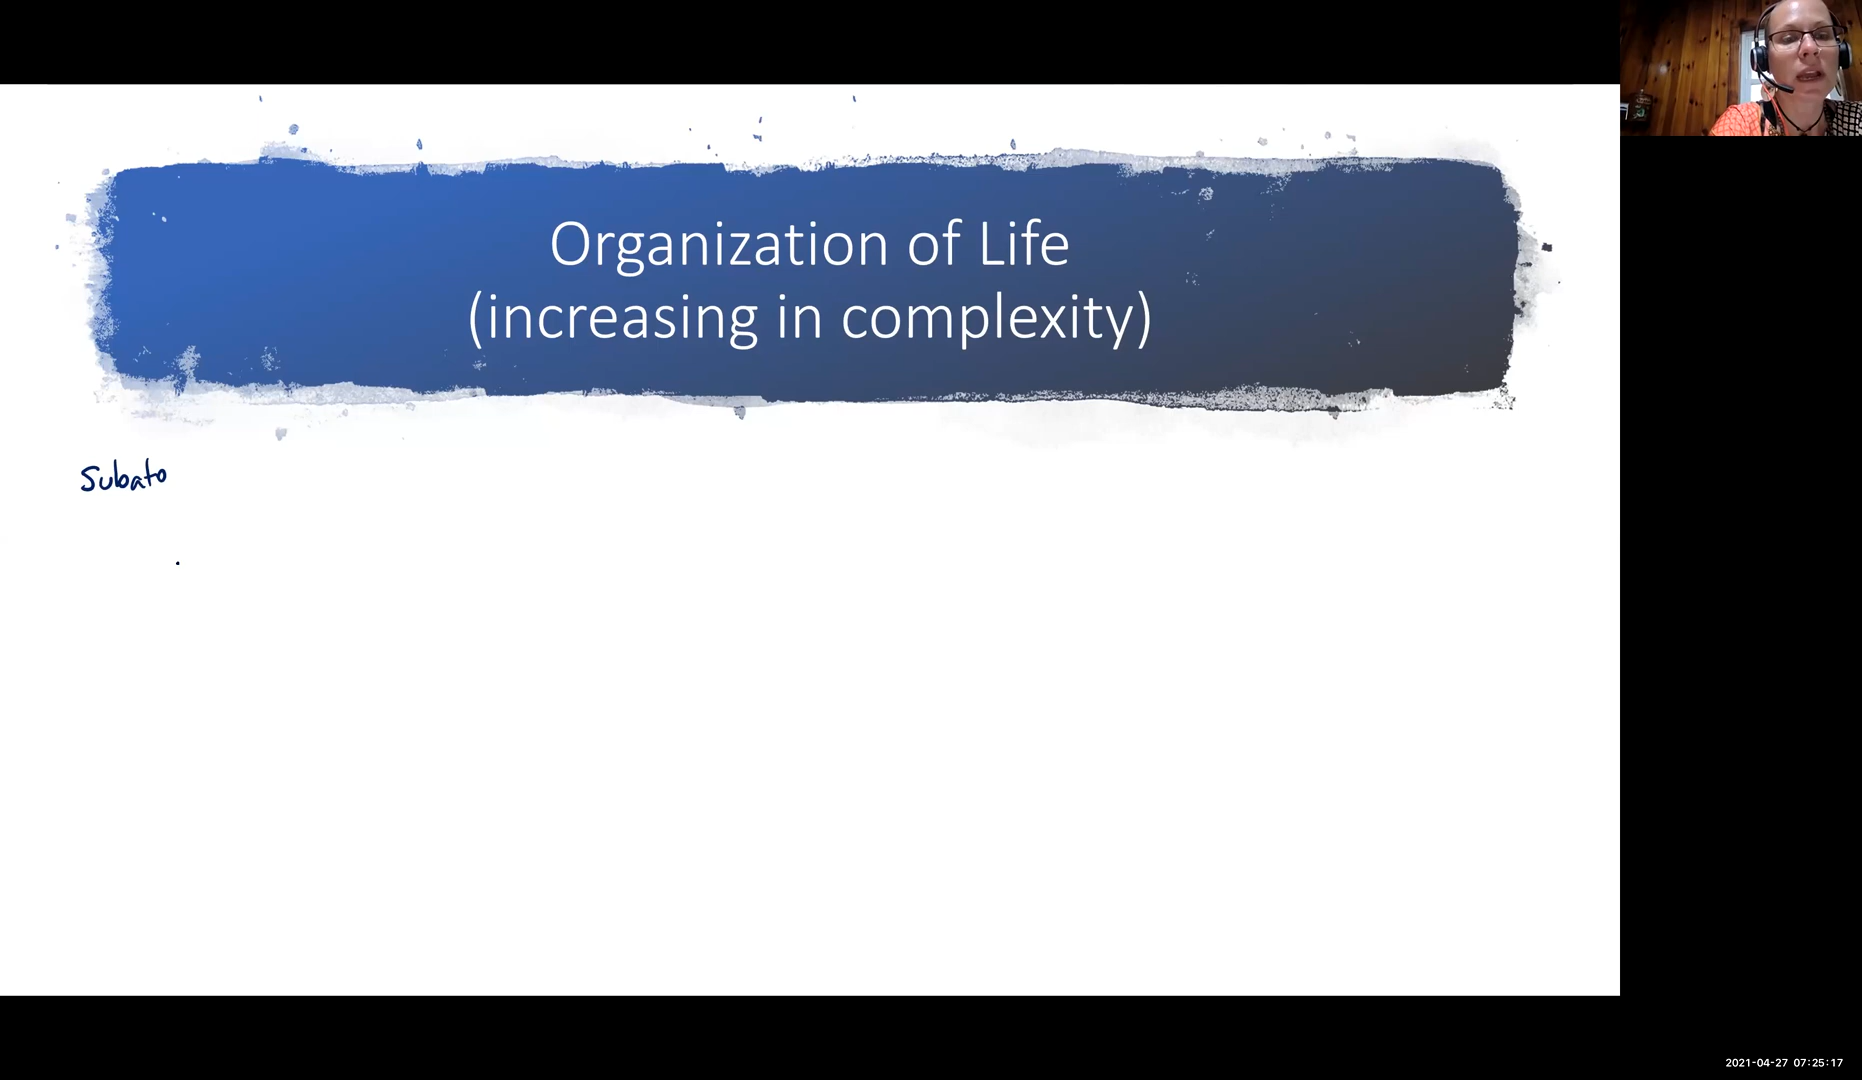 Organization of Life
(increasing in complexity)
Subato
2021-04-27 07:25:17